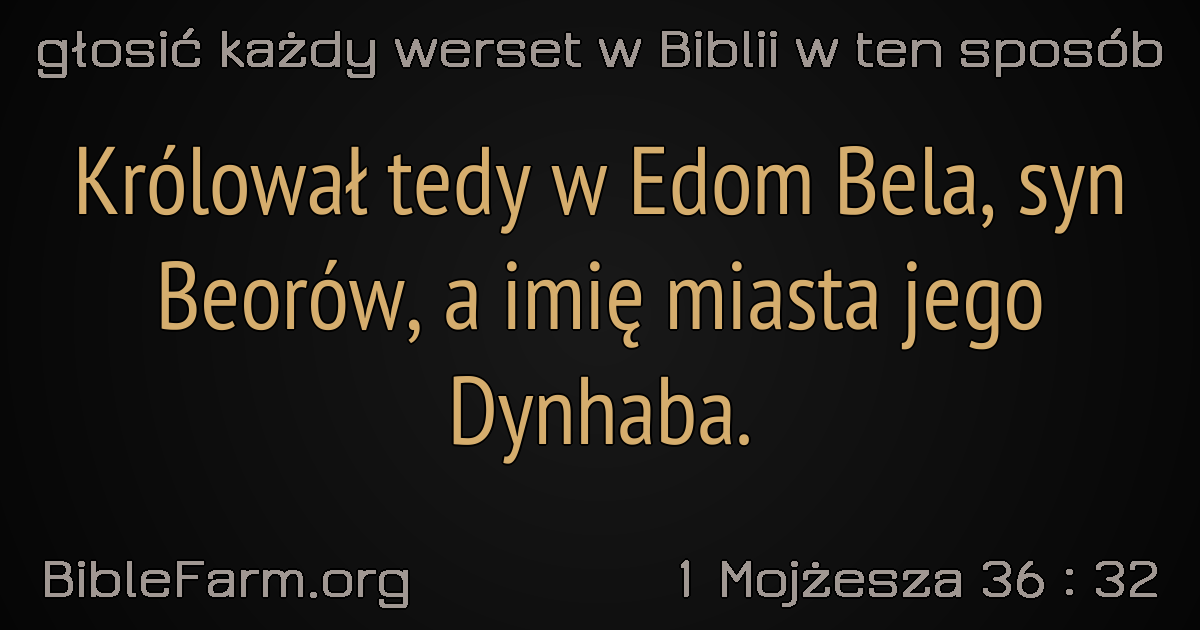 głosić każdy werset w Biblii w ten sposób
Królował tedy w Edom Bela, syn
Beorów, a imię miasta jego
Dynhaba.
BibleFarm.org
1 Mojżesza 36 : 32